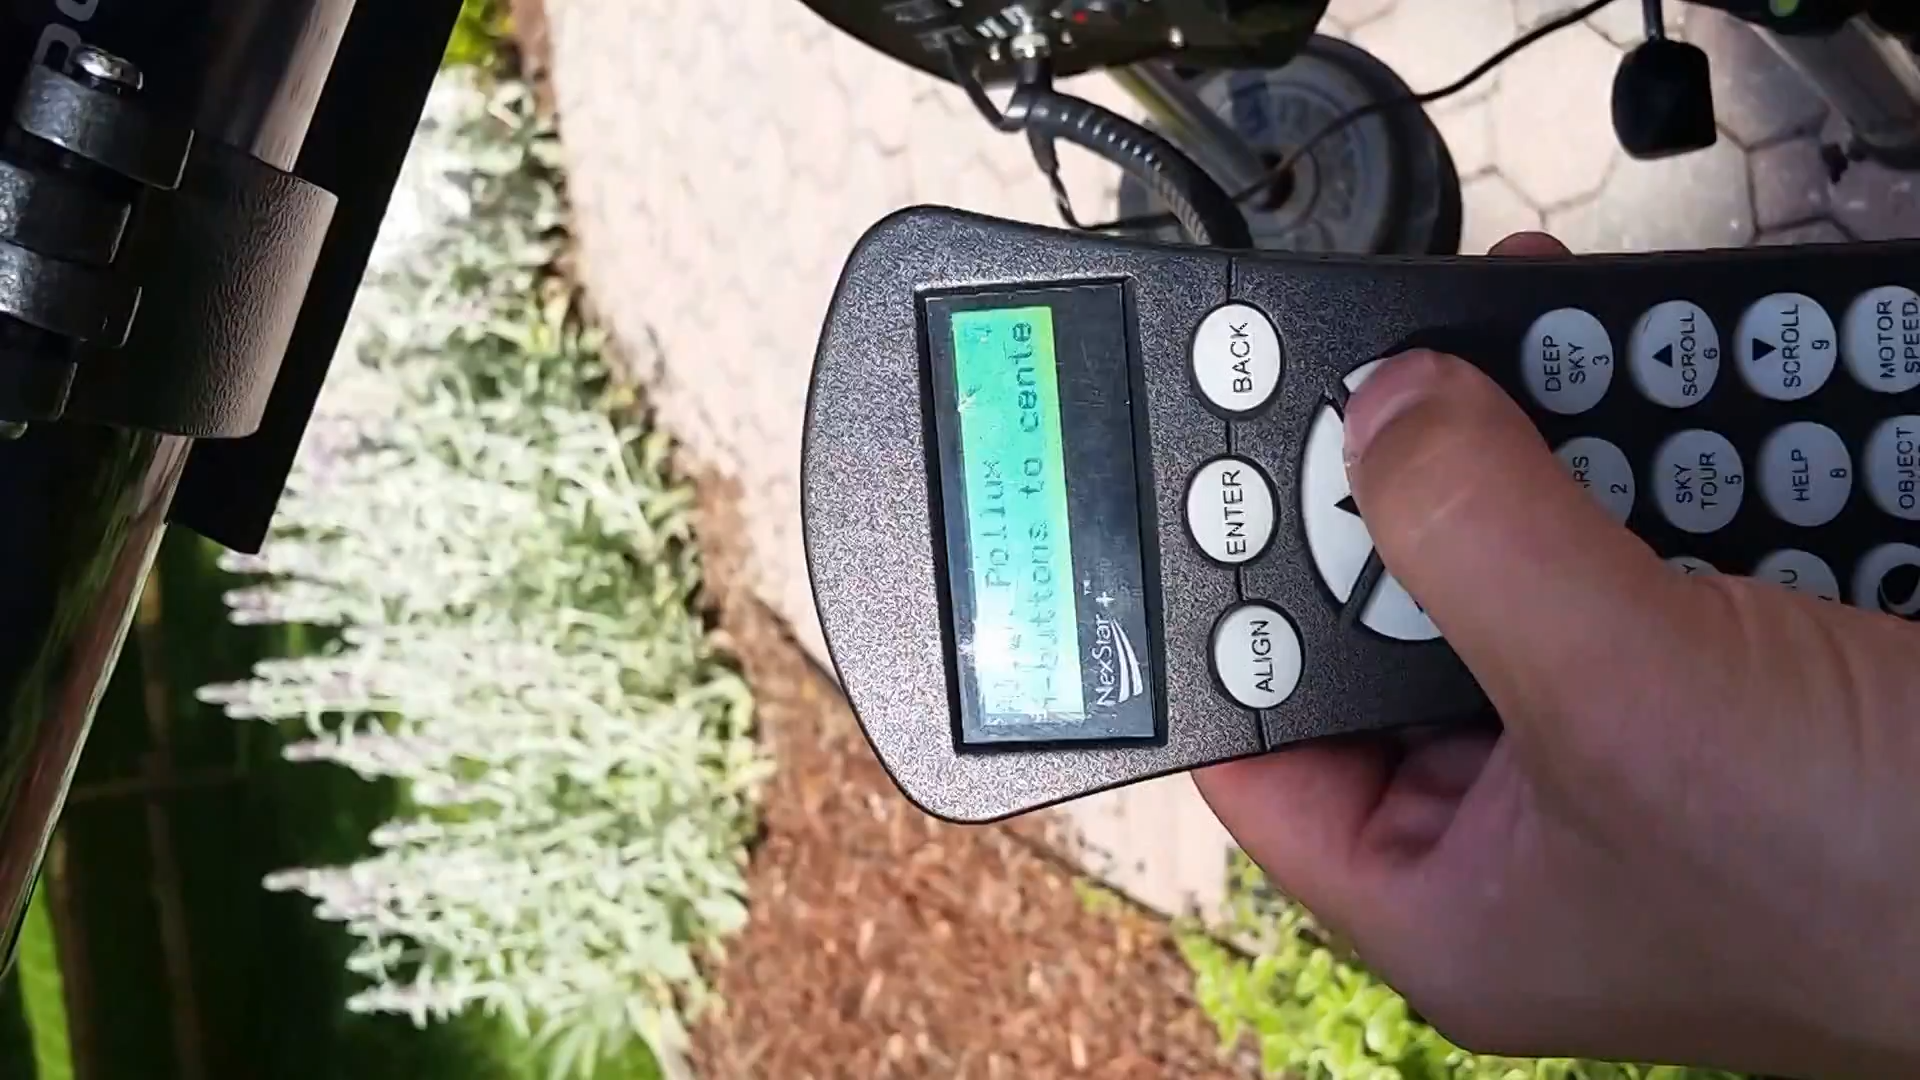 Pollux
buttons to cente
NexStar+
BACK
ENTER
ALIGN
DEEP
SKY
3
SCROLL
6
SCROLL
9
MOTOR
SPEED
2
SKY
TOUR
5
HELP
8
OBJECT